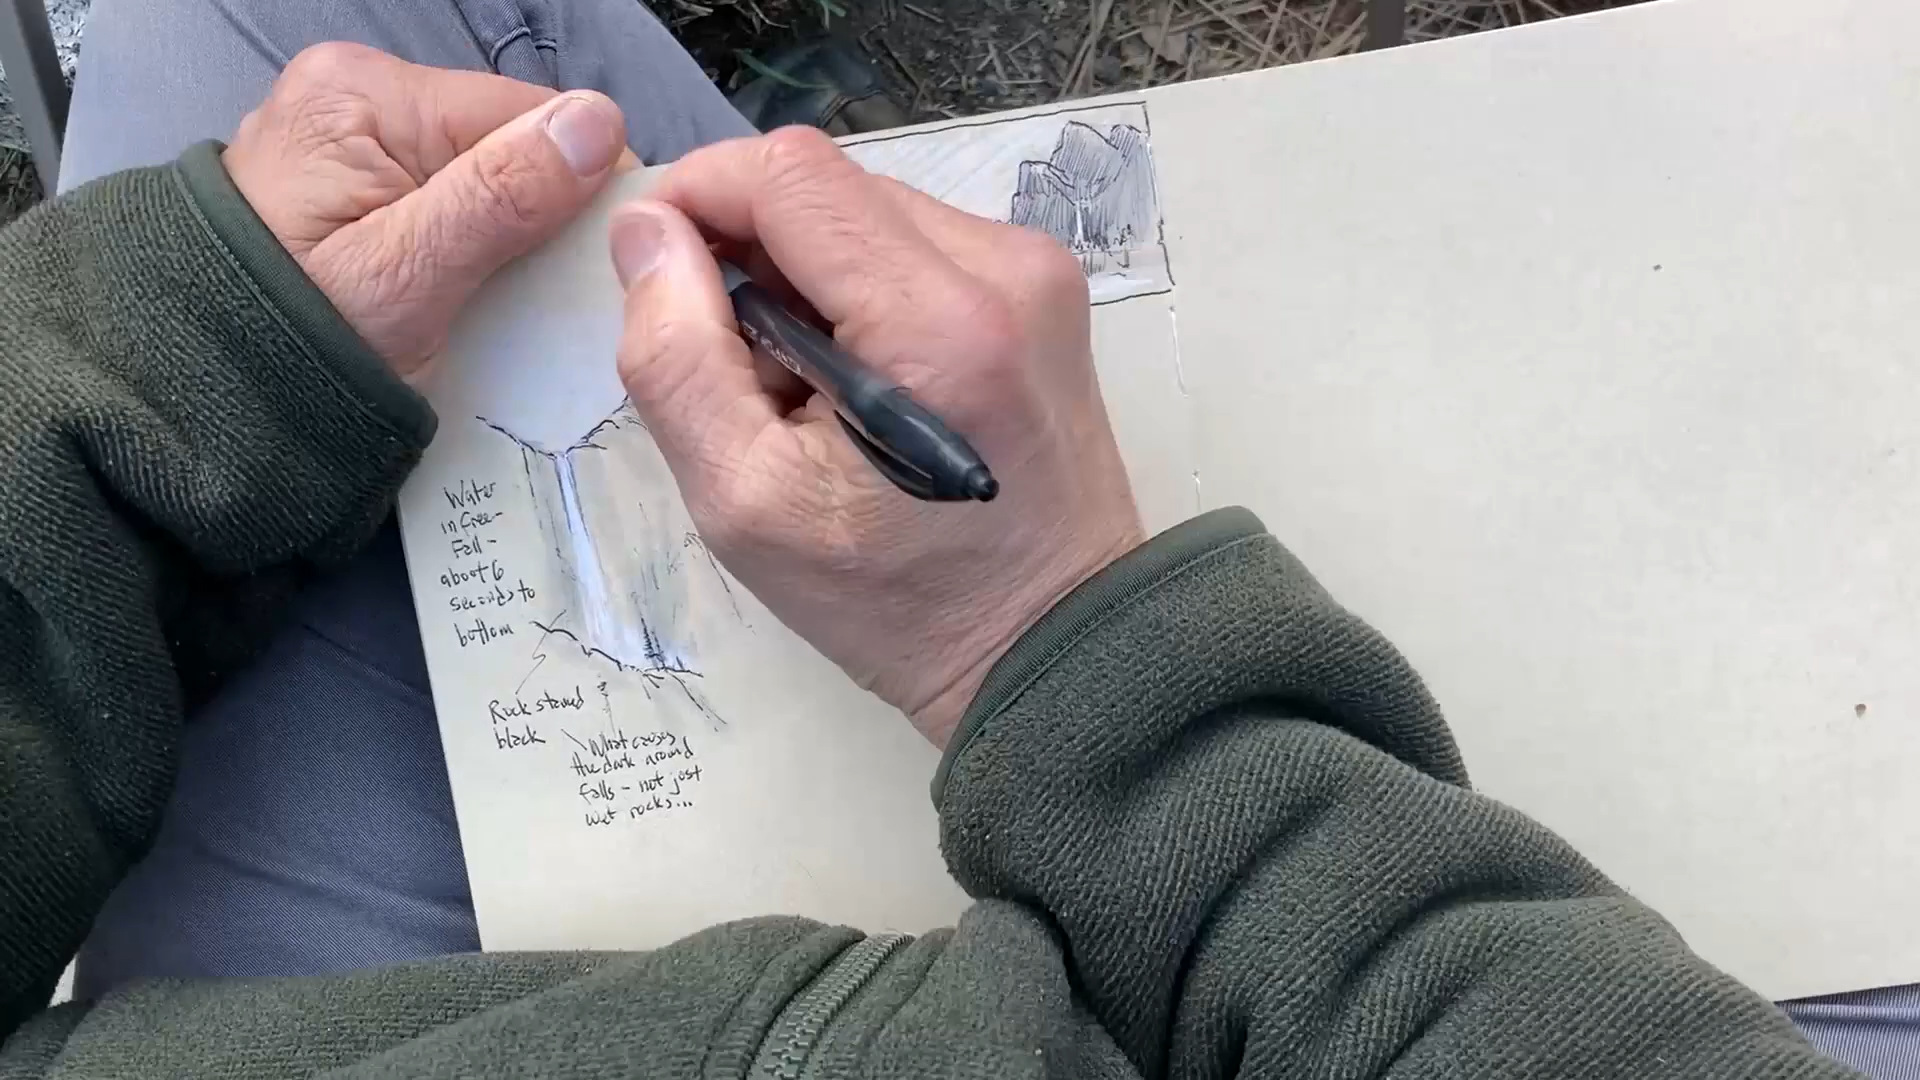 Water
in free-
Fall -
about 6
seconds to
bottom
Rock stained
black
What causes
the dark around
falls - not just
wet rocks...